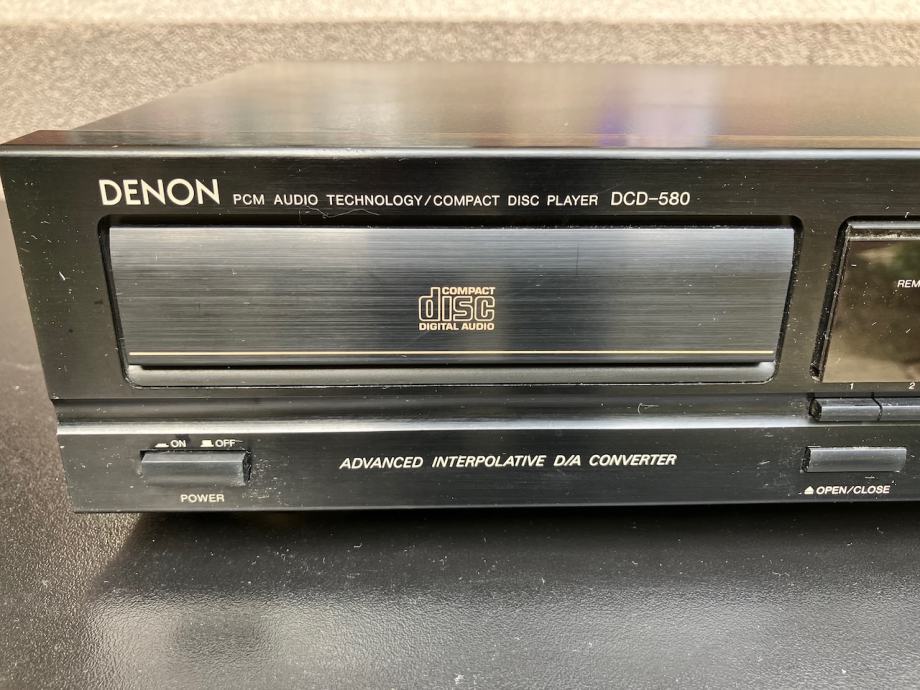 DENON PCM AUDIO TECHNOLOGY/COMPACT DISC PLAYER DCD-580
COMPACT
disc
DIGITAL AUDIO
REM
1 2
ON OFF
ADVANCED INTERPOLATIVE D/A CONVERTER
POWER
OPEN/CLOSE